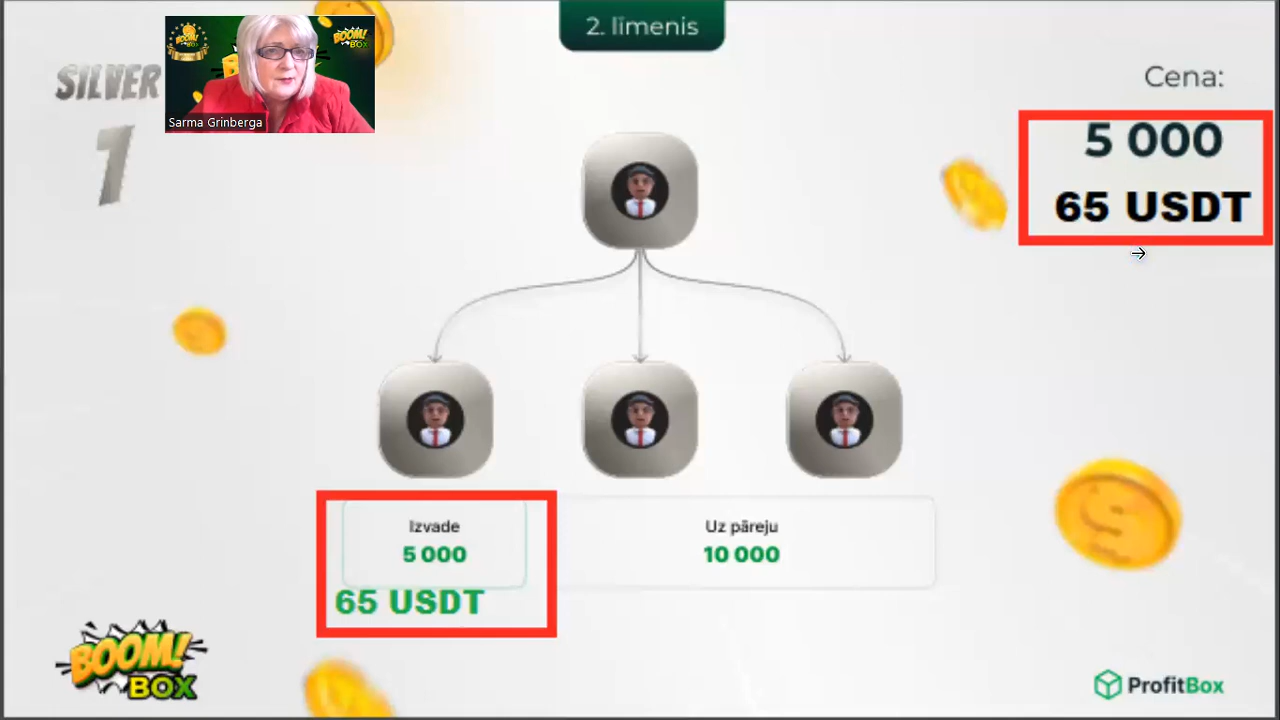 2. līmenis
SILVER
1
BOOM!
BOX
Sarma Grinberga
Cena:
5 000
65 USDT
Izvade
5 000
65 USDT
Uz pāreju
10 000
BOOM!
BOX
ProfitBox